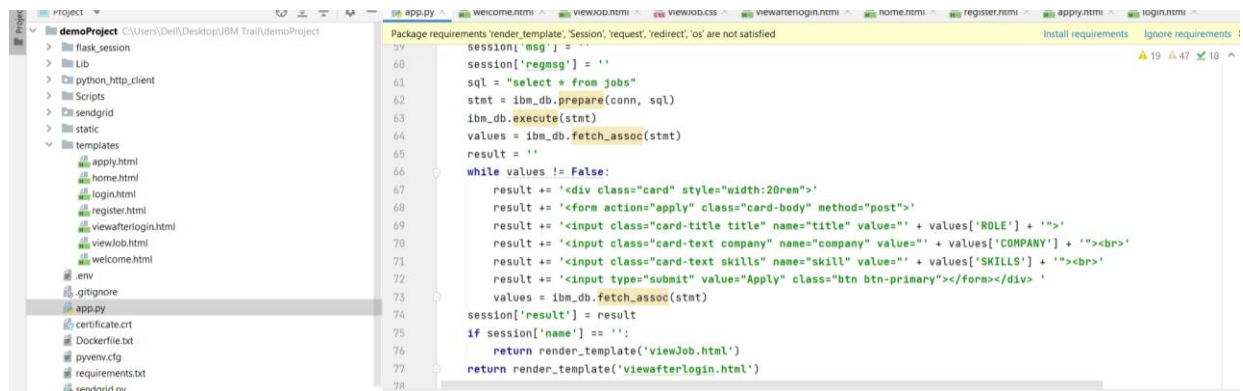 Project
Project
app.py
welcome.html
viewJob.html
viewJob.css
viewafterlogin.html
home.html
register.html
apply.html
login.html
demoProject C:\Users\Dell\Desktop\IBM Trail\demoProject
flask_session
Lib
python_http_client
Scripts
sendgrid
static
templates
apply.html
home.html
login.html
register.html
viewafterlogin.html
viewJob.html
welcome.html
.env
.gitignore
app.py
certificate.crt
Dockerfile.txt
pyvenv.cfg
requirements.txt
sendgrid.py
Package requirements 'render_template', 'Session', 'request', 'redirect', 'os' are not satisfied
Install requirements Ignore requirements
19 47 18
59 session['msg'] = ''
60 session['regmsg'] = ''
61 sql = "select * from jobs"
62 stmt = ibm_db.prepare(conn, sql)
63 ibm_db.execute(stmt)
64 values = ibm_db.fetch_assoc(stmt)
65 result = ''
66 while values != False:
67 result += '<div class="card" style="width:20rem">'
68 result += '<form action="apply" class="card-body" method="post">'
69 result += '<input class="card-title title" name="title" value="' + values['ROLE'] + '">'
70 result += '<input class="card-text company" name="company" value="' + values['COMPANY'] + '"><br>'
71 result += '<input class="card-text skills" name="skill" value="' + values['SKILLS'] + '"><br>'
72 result += '<input type="submit" value="Apply" class="btn btn-primary"></form></div> '
73 values = ibm_db.fetch_assoc(stmt)
74 session['result'] = result
75 if session['name'] == '':
76 return render_template('viewJob.html')
77 return render_template('viewafterlogin.html')
78